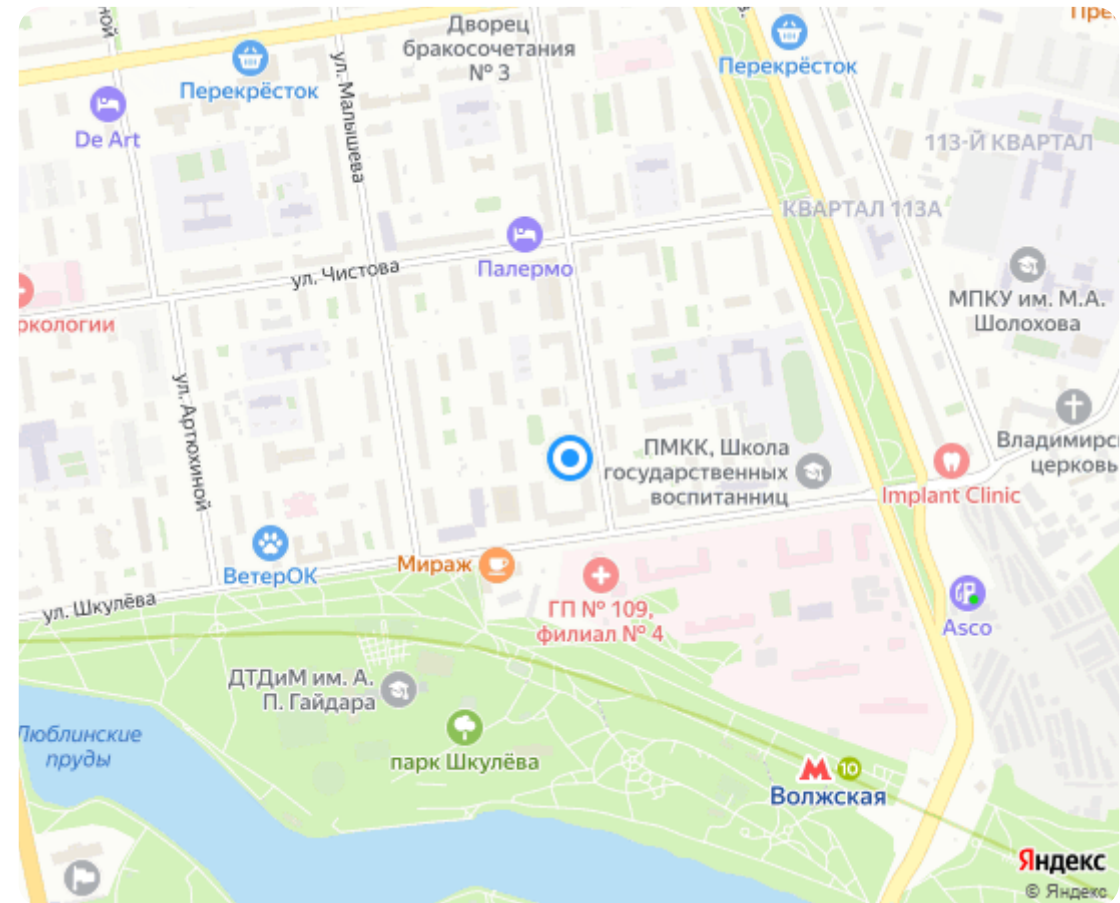 ной
ул. Малышева
Дворец
бракосочетания
№ 3
Перекрёсток
De Art
Перекрёсток
113-Й КВАРТАЛ
КВАРТАЛ 113А
ул. Чистова
Палермо
ркологии
МПКУ им. М.А.
Шолохова
ул. Артюхиной
ПМКК, Школа
государственных
воспитанниц
Владимирс
церковь
Implant Clinic
ВетерОК
Мираж
ул. Шкулёва
ГП № 109,
филиал № 4
Asco
ДТДиМ им. А.
П. Гайдара
Люблинские
пруды
парк Шкулёва
М 10
Волжская
Яндекс
© Яндекс